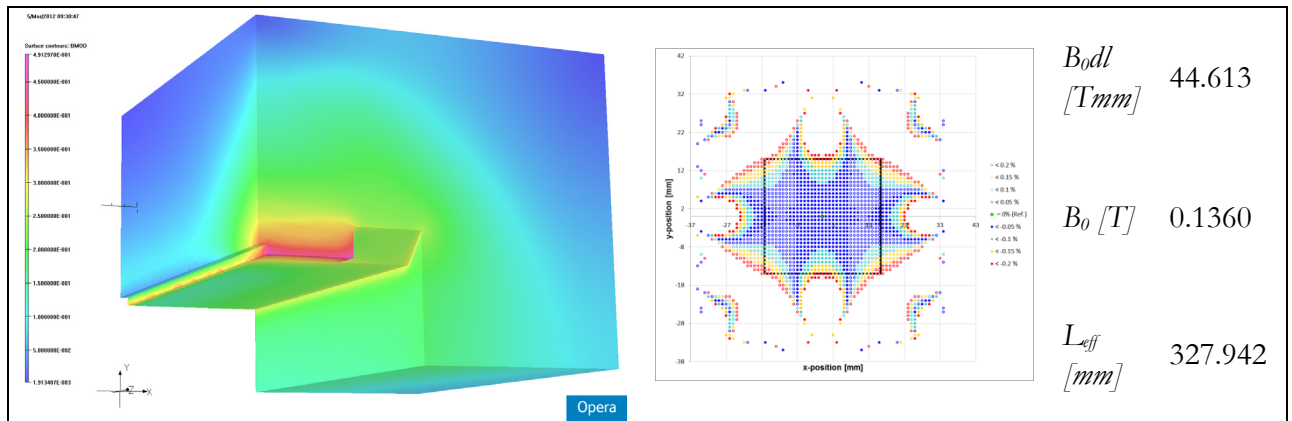 5/Mar/2012 09:30:47
Surface contours: BMOD
4.912970E-001
4.500000E-001
4.000000E-001
3.500000E-001
3.000000E-001
2.500000E-001
2.000000E-001
1.500000E-001
1.000000E-001
5.000000E-002
1.913407E-003
Y
Z
X
Opera
42
32
22
12
2
-8
-18
-28
-38
-37
-27
33
43
y-position [mm]
x-position [mm]
< 0.2 %
< 0.15 %
< 0.1 %
< 0.05 %
= 0% (Ref.)
< -0.05 %
< -0.1 %
< -0.15 %
< -0.2 %
B₀dl
[Tmm]
44.613
B₀ [T] 0.1360
Leff
[mm]
327.942